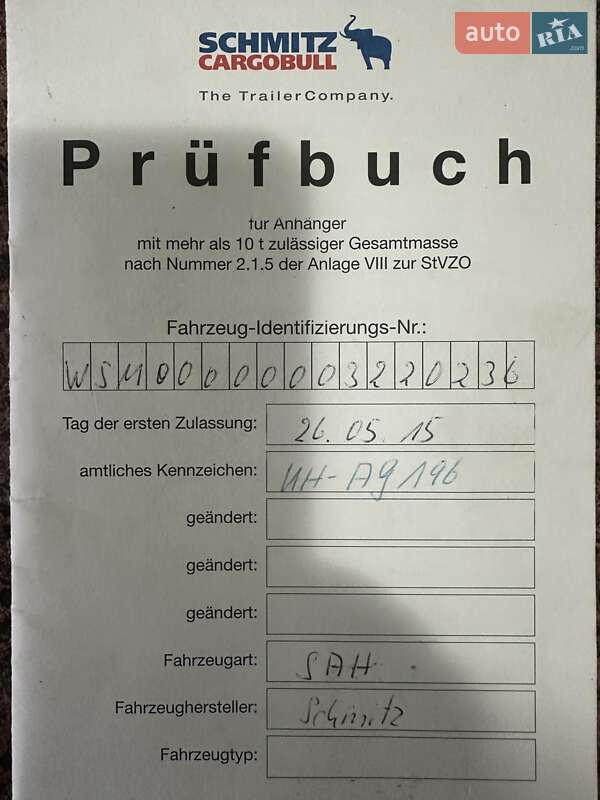 SCHMITZ
CARGOBULL
The TrailerCompany.
auto RIA.com
Prüfbuch
für Anhänger
mit mehr als 10 t zulässiger Gesamtmasse
nach Nummer 2.1.5 der Anlage VIII zur StVZO
Fahrzeug-Identifizierungs-Nr.:
WSM00000003220236
Tag der ersten Zulassung: 26.05.15
amtliches Kennzeichen: UH-Ag 196
geändert:
geändert:
geändert:
Fahrzeugart: SAH
Fahrzeughersteller: Schmitz
Fahrzeugtyp: